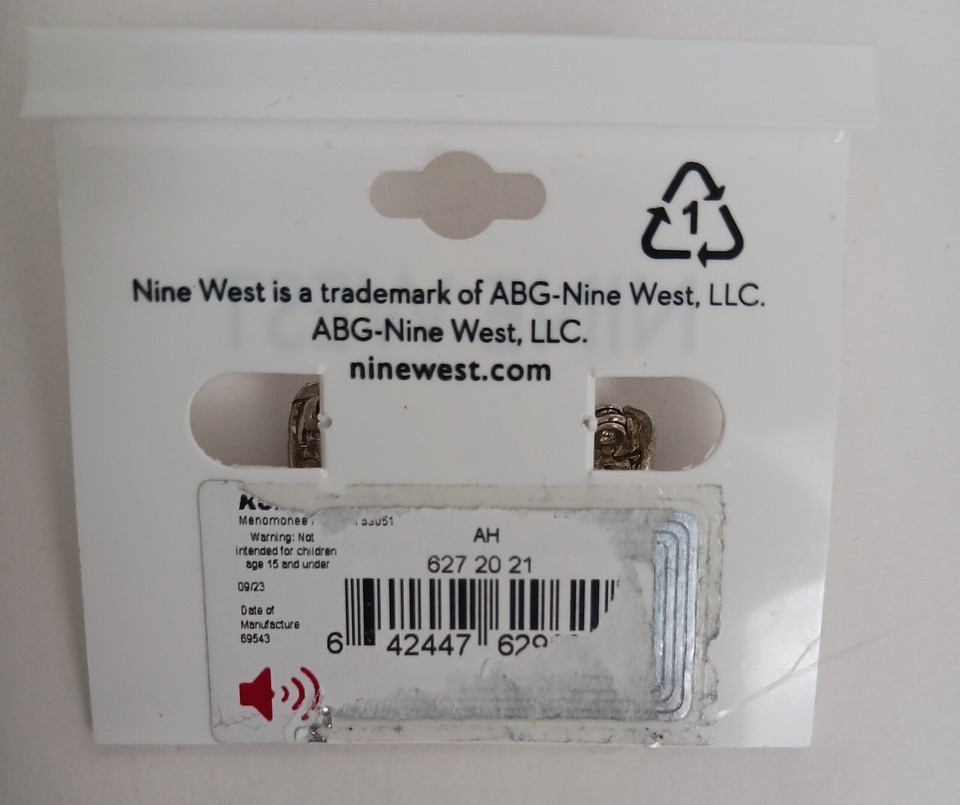 1
Nine West is a trademark of ABG-Nine West, LLC.
ABG-Nine West, LLC.
ninewest.com
Menomonee 53051
Warning: Not
intended for children
age 15 and under
09/23
Date of
Manufacture
69543
AH
627 20 21
6 42447 629